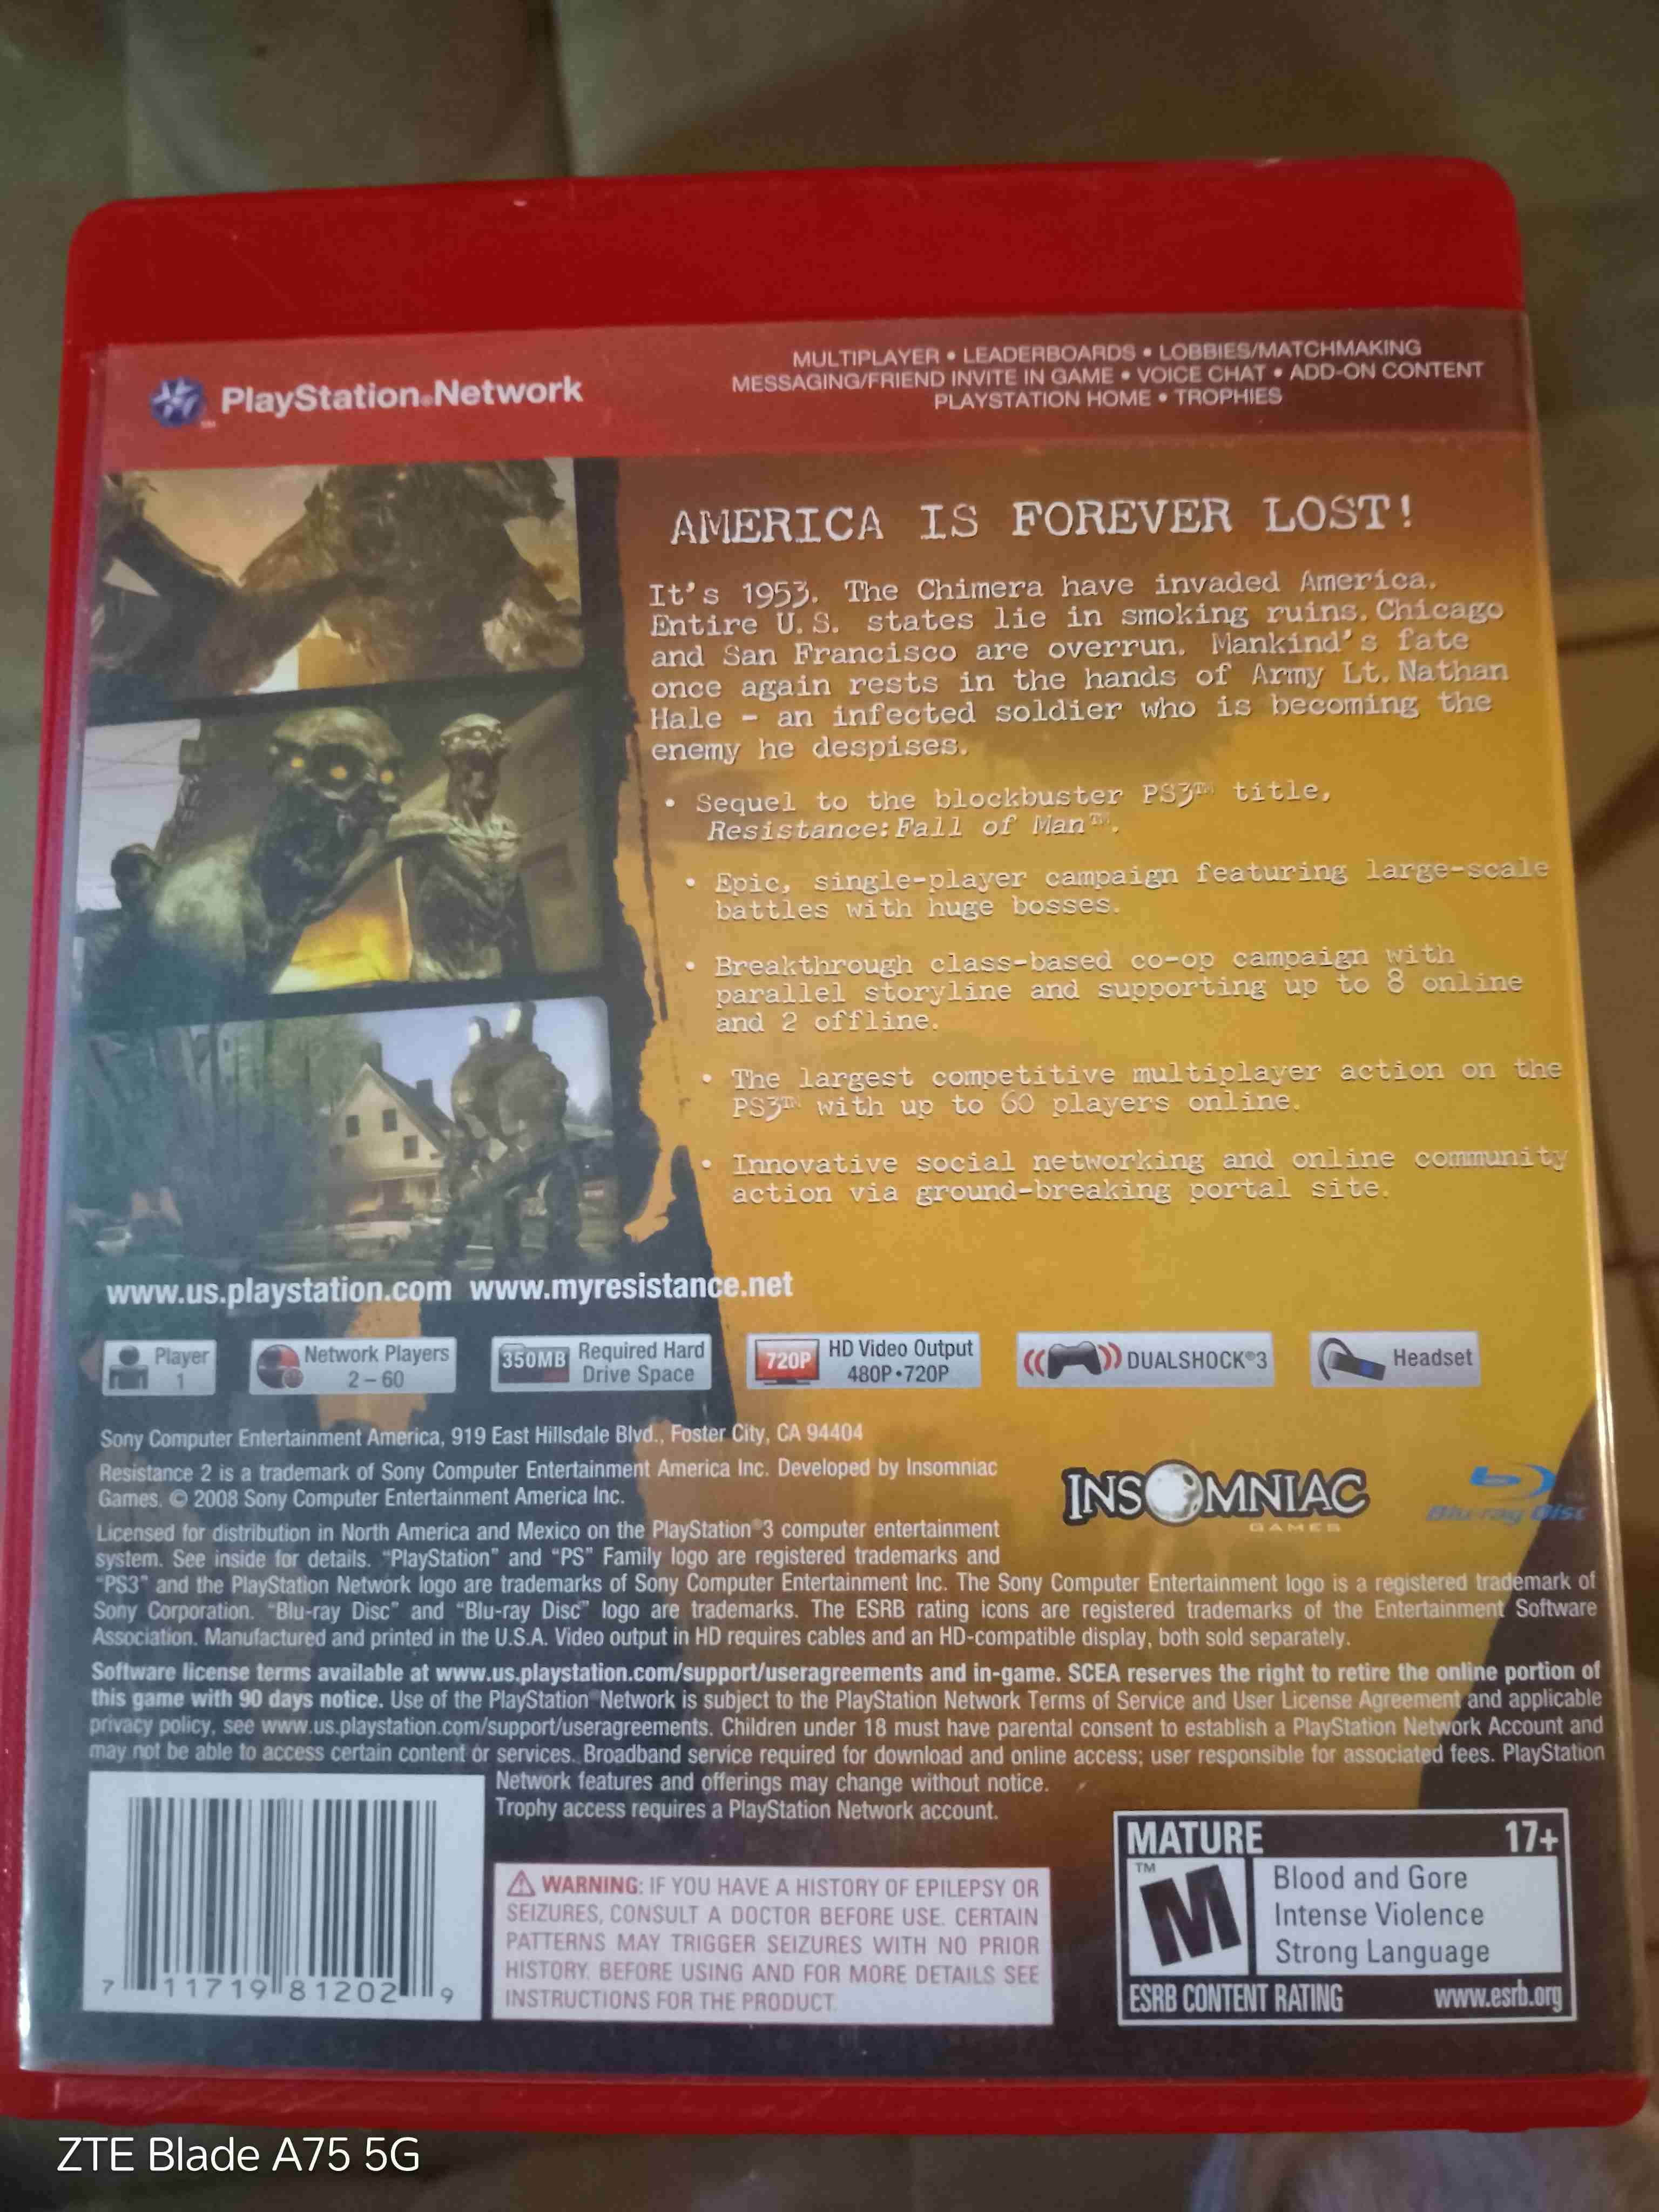 PlayStation®Network
MULTIPLAYER • LEADERBOARDS • LOBBIES/MATCHMAKING
MESSAGING/FRIEND INVITE IN GAME • VOICE CHAT • ADD-ON CONTENT
PLAYSTATION HOME • TROPHIES
AMERICA IS FOREVER LOST!
It's 1953. The Chimera have invaded America.
Entire U.S. states lie in smoking ruins. Chicago
and San Francisco are overrun. Mankind's fate
once again rests in the hands of Army Lt. Nathan
Hale - an infected soldier who is becoming the
enemy he despises.
• Sequel to the blockbuster PS3™ title,
Resistance: Fall of Man™.
• Epic, single-player campaign featuring large-scale
battles with huge bosses.
• Breakthrough class-based co-op campaign with
parallel storyline and supporting up to 8 online
and 2 offline.
• The largest competitive multiplayer action on the
PS3™ with up to 60 players online.
• Innovative social networking and online community
action via ground-breaking portal site.
www.us.playstation.com www.myresistance.net
Player
1
Network Players
2 – 60
350MB
Required Hard
Drive Space
720P
HD Video Output
480P • 720P
DUALSHOCK®3
Headset
Sony Computer Entertainment America, 919 East Hillsdale Blvd., Foster City, CA 94404
Resistance 2 is a trademark of Sony Computer Entertainment America Inc. Developed by Insomniac
Games. © 2008 Sony Computer Entertainment America Inc.
INSOMNIAC
GAMES
Blu-ray Disc
Licensed for distribution in North America and Mexico on the PlayStation®3 computer entertainment
system. See inside for details. “PlayStation” and “PS” Family logo are registered trademarks and
“PS3” and the PlayStation Network logo are trademarks of Sony Computer Entertainment Inc. The Sony Computer Entertainment logo is a registered trademark of
Sony Corporation. “Blu-ray Disc” and “Blu-ray Disc” logo are trademarks. The ESRB rating icons are registered trademarks of the Entertainment Software
Association. Manufactured and printed in the U.S.A. Video output in HD requires cables and an HD-compatible display, both sold separately.
Software license terms available at www.us.playstation.com/support/useragreements and in-game. SCEA reserves the right to retire the online portion of
this game with 90 days notice. Use of the PlayStation®Network is subject to the PlayStation Network Terms of Service and User License Agreement and applicable
privacy policy, see www.us.playstation.com/support/useragreements. Children under 18 must have parental consent to establish a PlayStation Network Account and
may not be able to access certain content or services. Broadband service required for download and online access; user responsible for associated fees. PlayStation
Network features and offerings may change without notice.
Trophy access requires a PlayStation Network account.
7 11719 81202 9
WARNING: IF YOU HAVE A HISTORY OF EPILEPSY OR
SEIZURES, CONSULT A DOCTOR BEFORE USE. CERTAIN
PATTERNS MAY TRIGGER SEIZURES WITH NO PRIOR
HISTORY. BEFORE USING AND FOR MORE DETAILS SEE
INSTRUCTIONS FOR THE PRODUCT.
MATURE 17+
M™
Blood and Gore
Intense Violence
Strong Language
ESRB CONTENT RATING www.esrb.org
ZTE Blade A75 5G